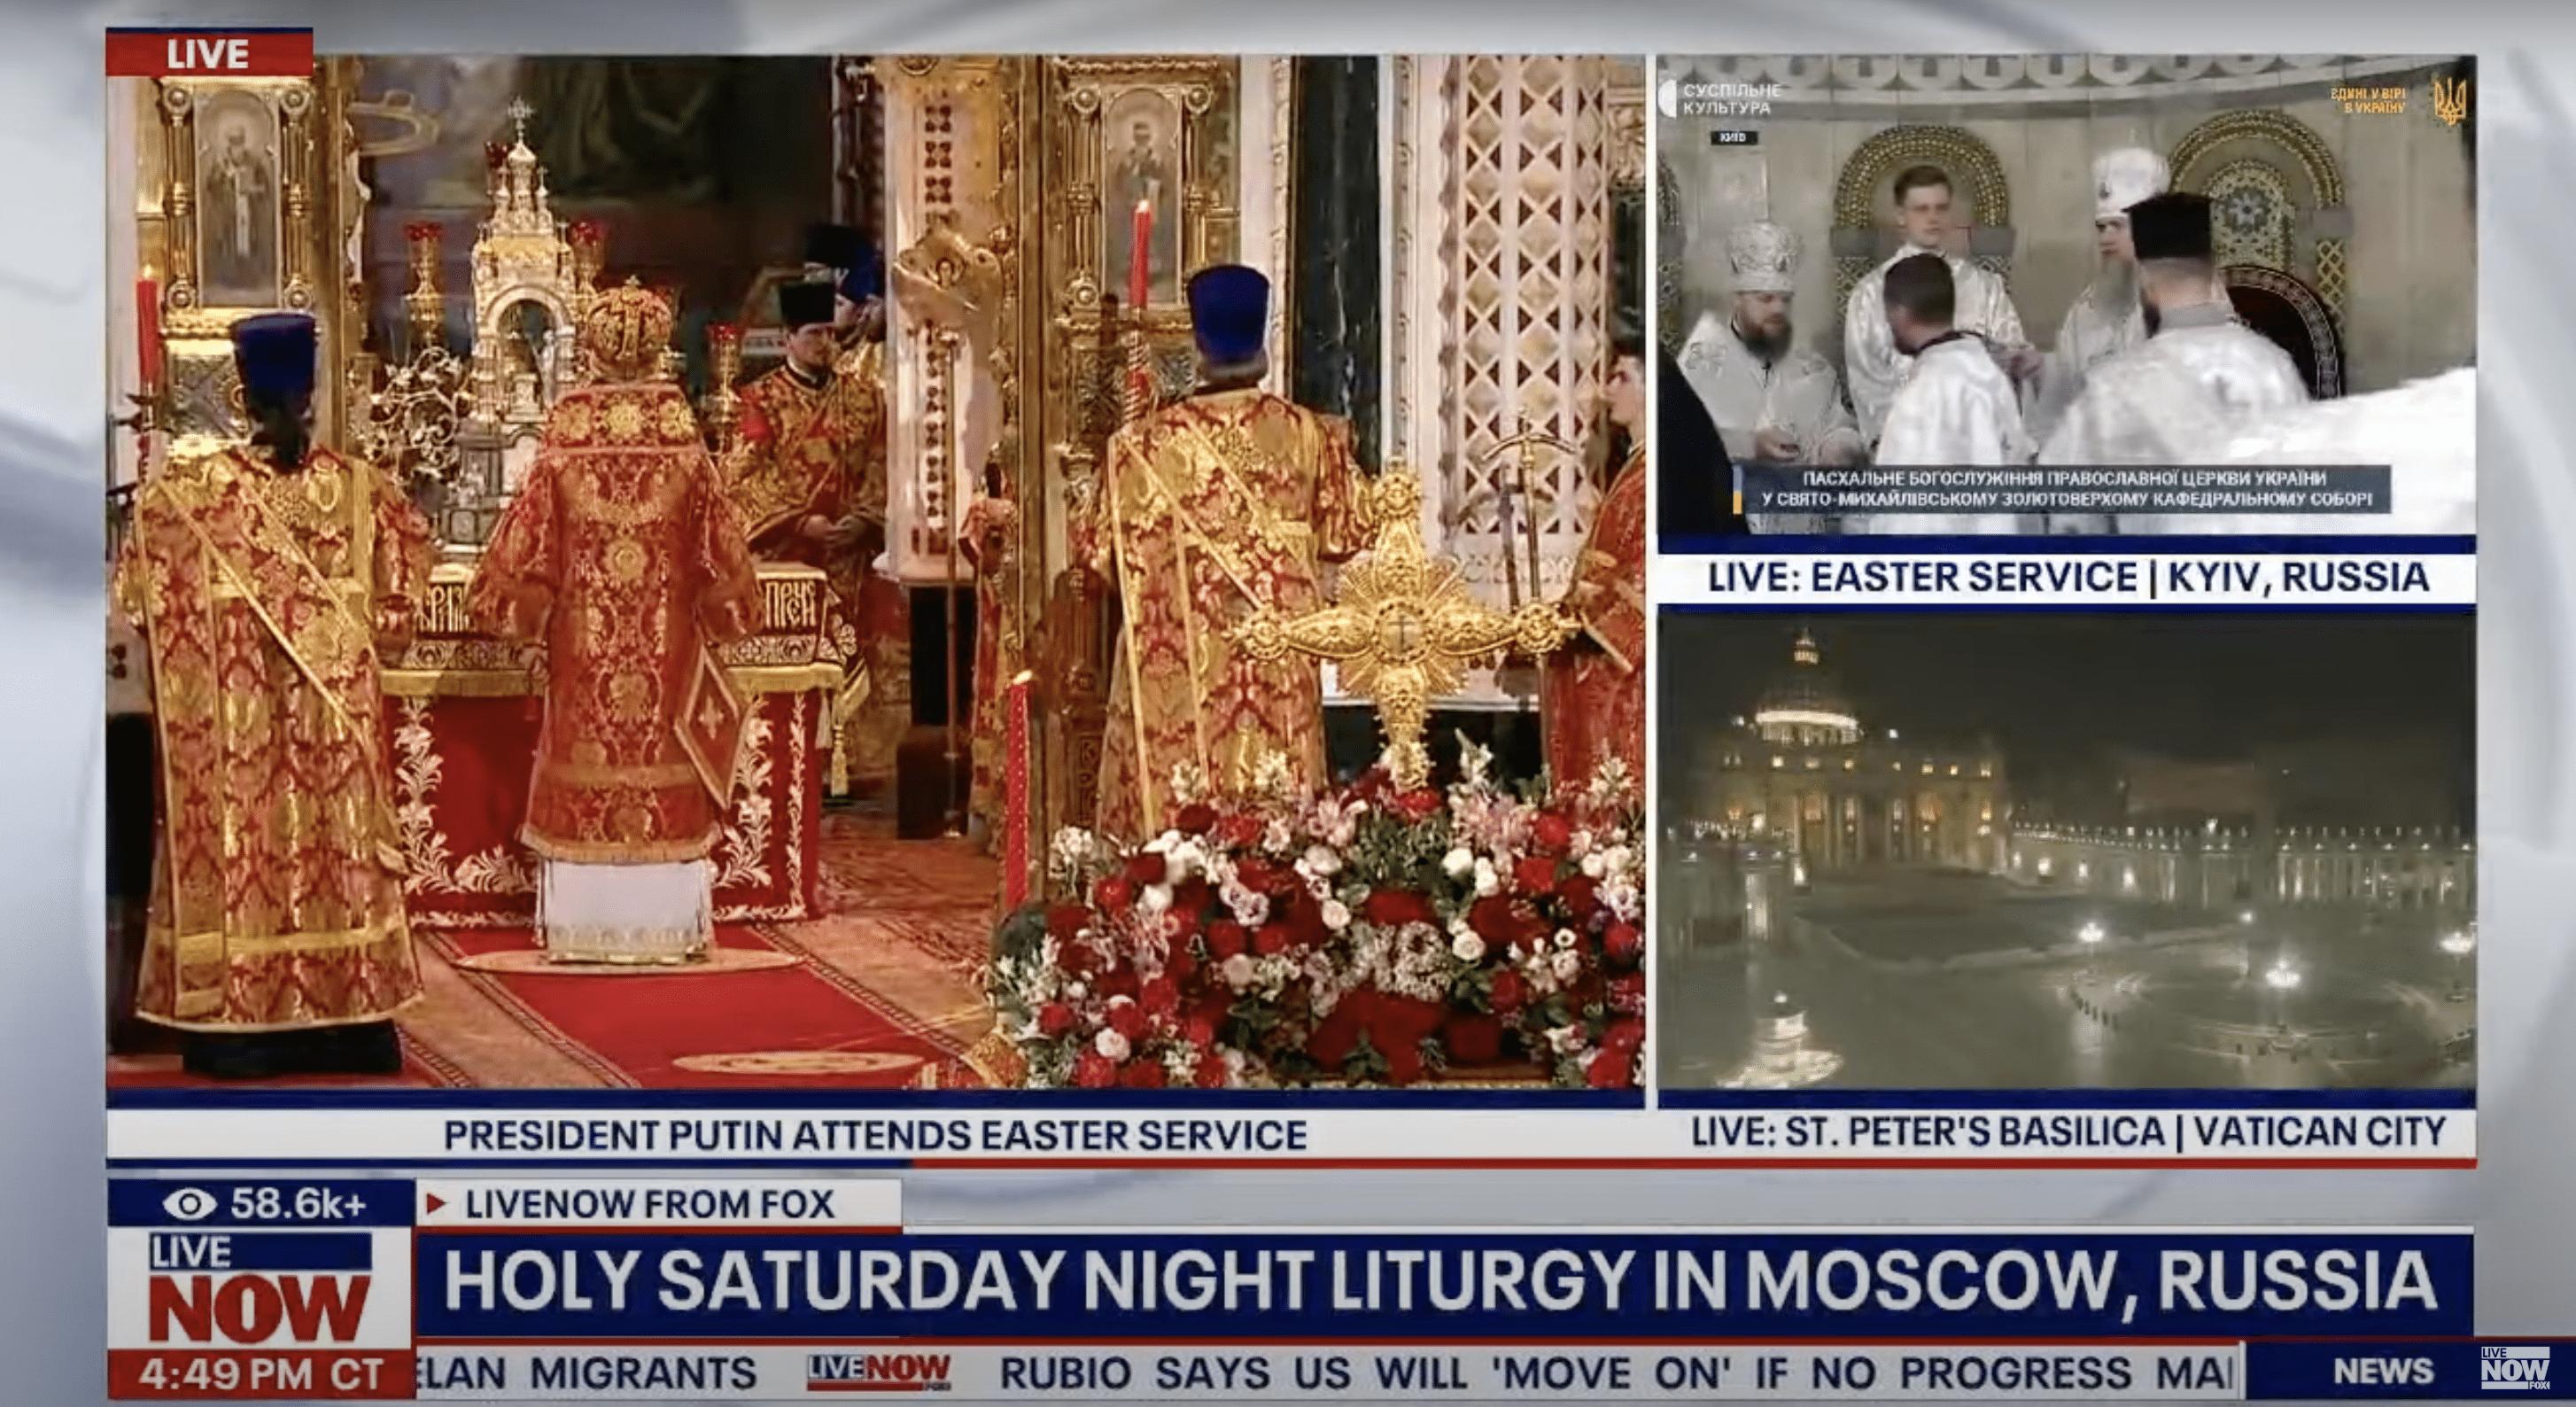 LIVE
СУСПІЛЬНЕ
КУЛЬТУРА
КИЇВ
ЄДИНІ У ВІРІ
В УКРАЇНУ
ПАСХАЛЬНЕ БОГОСЛУЖІННЯ ПРАВОСЛАВНОЇ ЦЕРКВИ УКРАЇНИ
У СВЯТО-МИХАЙЛІВСЬКОМУ ЗОЛОТОВЕРХОМУ КАФЕДРАЛЬНОМУ СОБОРІ
LIVE: EASTER SERVICE | KYIV, RUSSIA
PRESIDENT PUTIN ATTENDS EASTER SERVICE
LIVE: ST. PETER'S BASILICA | VATICAN CITY
58.6k+
LIVENOW FROM FOX
LIVE
NOW
HOLY SATURDAY NIGHT LITURGY IN MOSCOW, RUSSIA
4:49 PM CT
ELAN MIGRANTS LIVENOW FOX RUBIO SAYS US WILL 'MOVE ON' IF NO PROGRESS MA
NEWS
LIVE
NOW
FOX